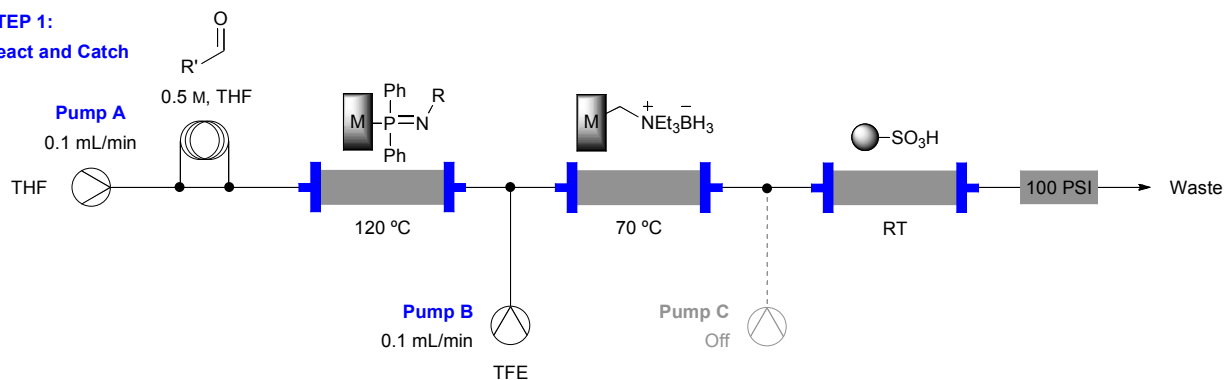 TEP 1:
eact and Catch
O
R'
0.5 M, THF
Pump A
0.1 mL/min
THF
Ph
R
M
P
N
Ph
120 ºC
M
+
NEt3BH3
−
70 ºC
SO3H
RT
100 PSI
Waste
Pump B
0.1 mL/min
TFE
Pump C
Off